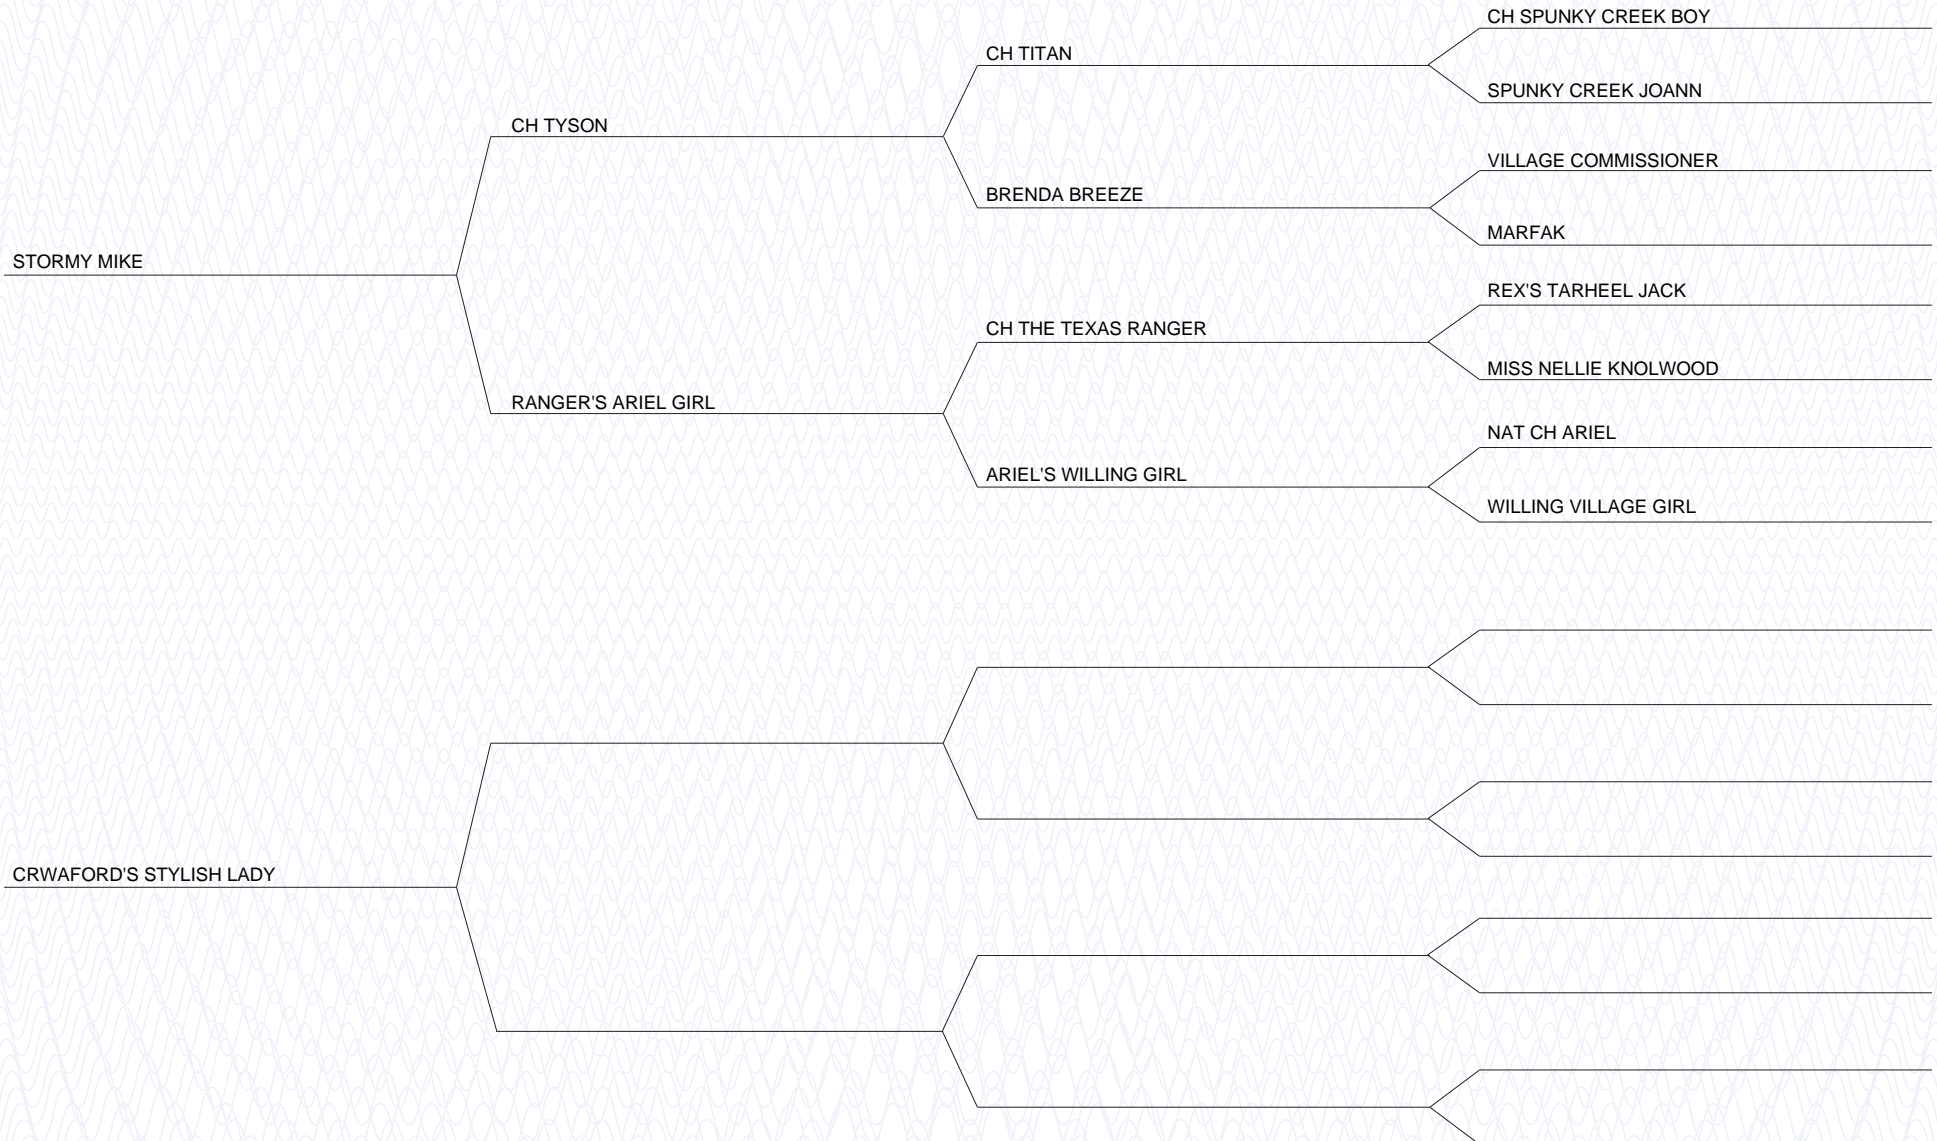 CH SPUNKY CREEK BOY
CH TITAN
SPUNKY CREEK JOANN
CH TYSON
VILLAGE COMMISSIONER
BRENDA BREEZE
MARFAK
STORMY MIKE
REX'S TARHEEL JACK
CH THE TEXAS RANGER
MISS NELLIE KNOLWOOD
RANGER'S ARIEL GIRL
NAT CH ARIEL
ARIEL'S WILLING GIRL
WILLING VILLAGE GIRL
CRWAFORD'S STYLISH LADY